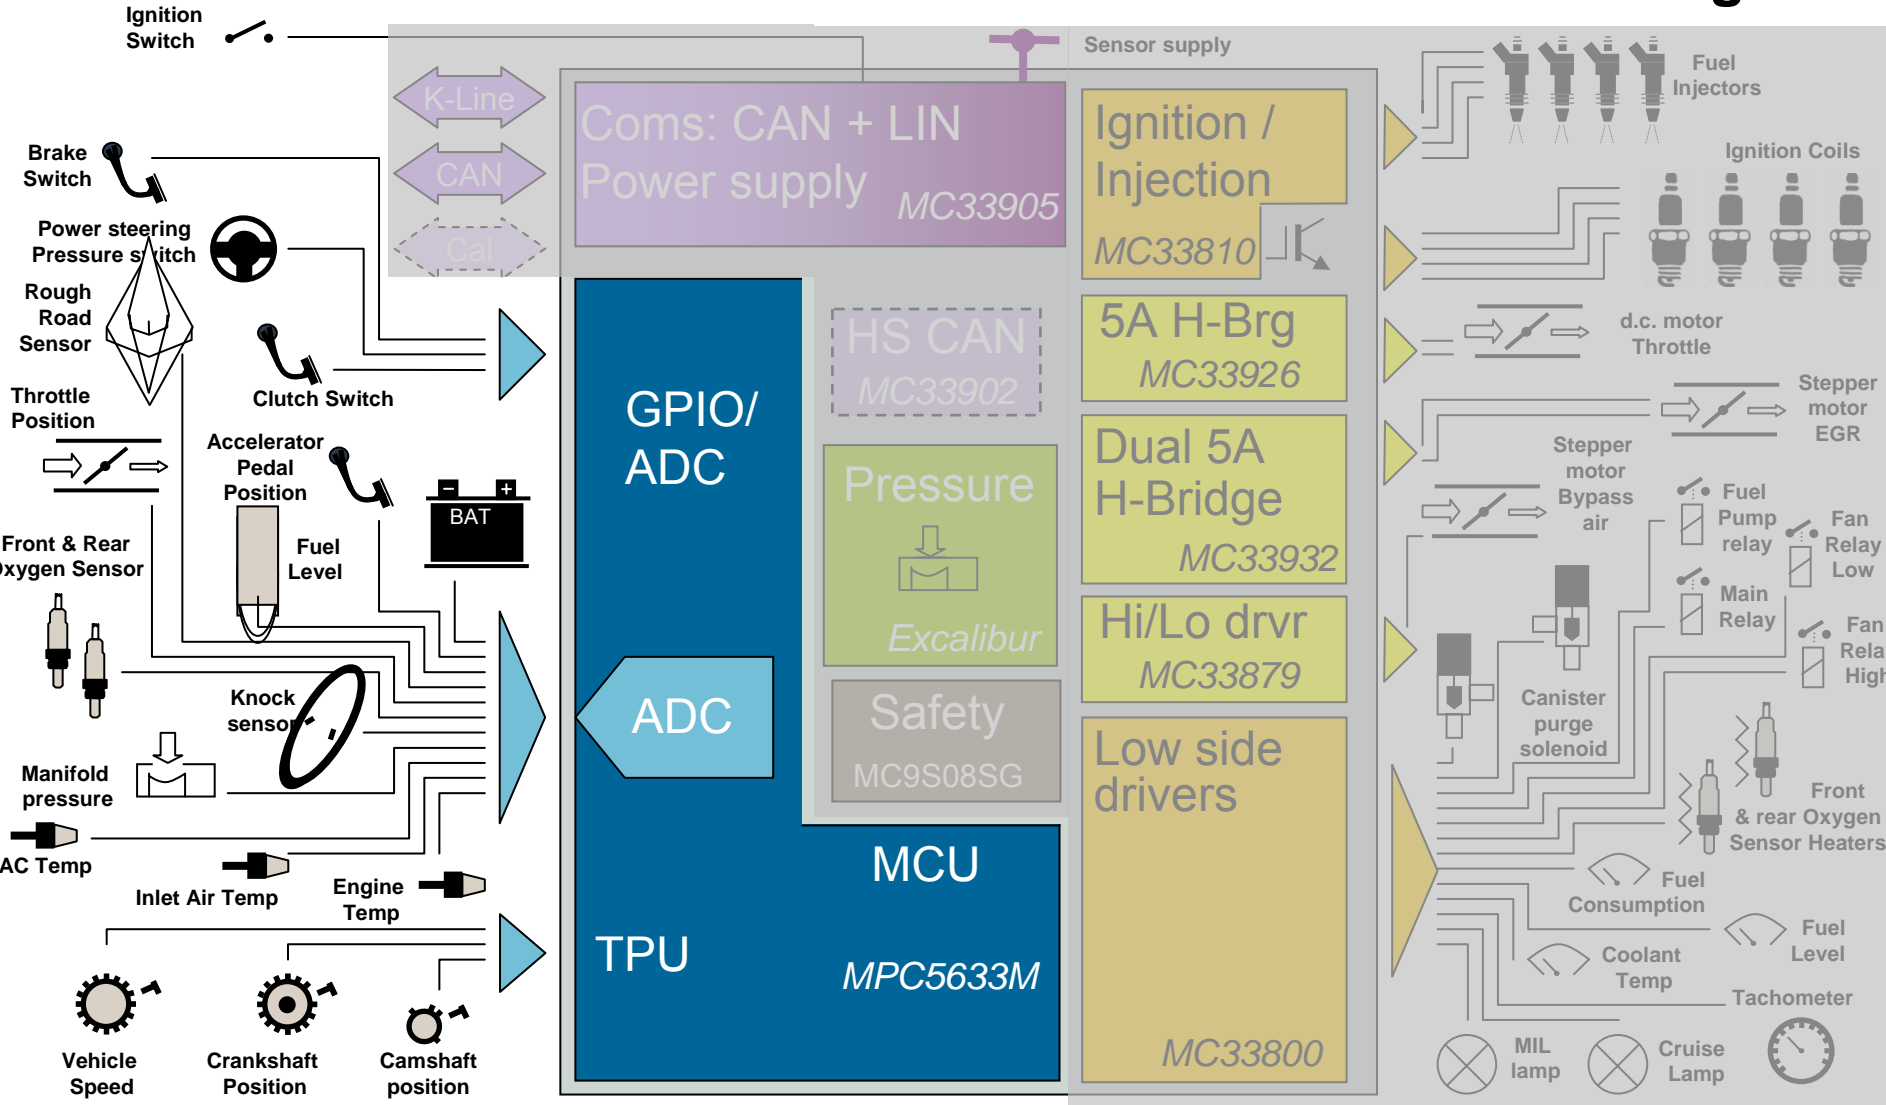 Ignition
Switch
Sensor supply
K-Line
CAN
Cal
Coms: CAN + LIN
Power supply
MC33905
Ignition /
Injection
MC33810
Fuel
Injectors
Ignition Coils
Brake
Switch
Power steering
Pressure switch
Rough
Road
Sensor
Clutch Switch
Throttle
Position
Accelerator
Pedal
Position
BAT
Front & Rear
Oxygen Sensor
Fuel
Level
Knock
sensor
Manifold
pressure
AC Temp
Inlet Air Temp
Engine
Temp
Vehicle
Speed
Crankshaft
Position
Camshaft
position
GPIO/
ADC
ADC
TPU
MCU
MPC5633M
HS CAN
MC33902
Pressure
Excalibur
Safety
MC9S08SG
5A H-Brg
MC33926
Dual 5A
H-Bridge
MC33932
Hi/Lo drvr
MC33879
Low side
drivers
MC33800
d.c. motor
Throttle
Stepper
motor
EGR
Stepper
motor
Bypass
air
Fuel
Pump
relay
Fan
Relay
Low
Main
Relay
Fan
Relay
High
Canister
purge
solenoid
Front
& rear Oxygen
Sensor Heaters
Fuel
Consumption
Fuel
Level
Coolant
Temp
Tachometer
MIL
lamp
Cruise
Lamp